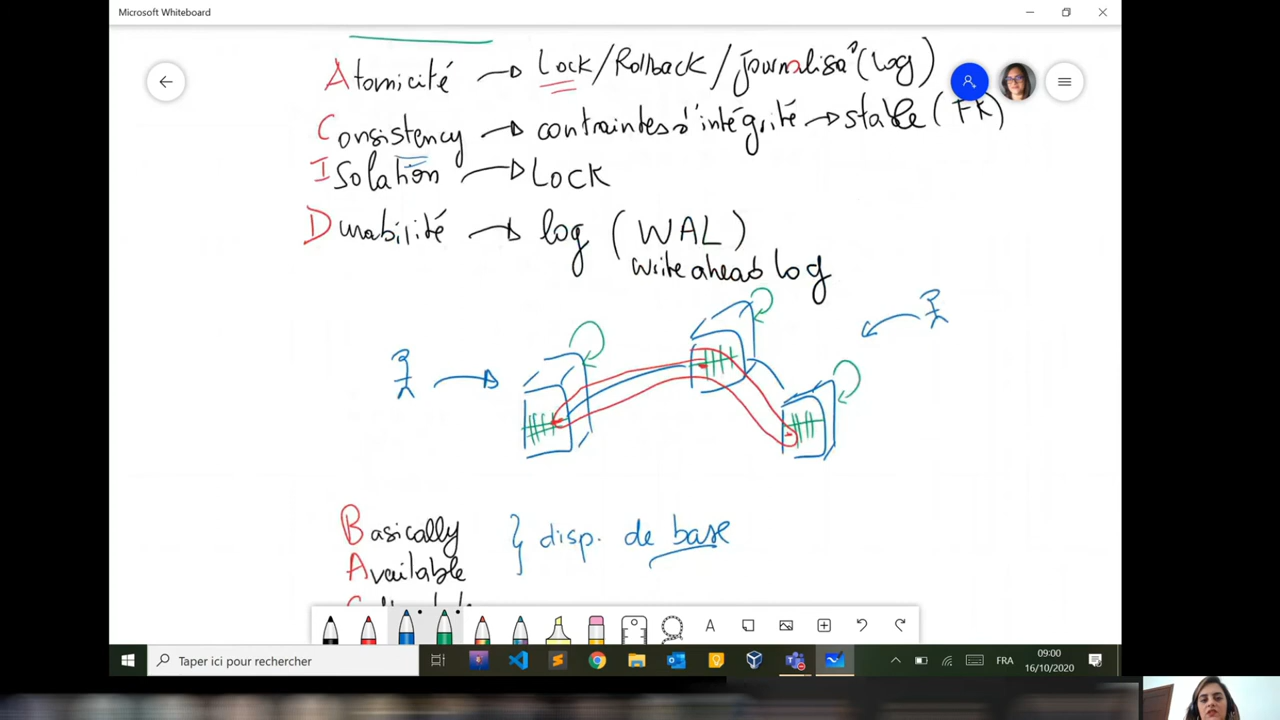 Microsoft Whiteboard
Atomicité → Lock/Rollback/journalisa°(log)
Consistency → contraintes d'intégrité → stable (FK)
Isolation → Lock
Durabilité → log (WAL)
write ahead log
Basically } disp. de base
Available
A
Taper ici pour rechercher
FRA
09:00
16/10/2020